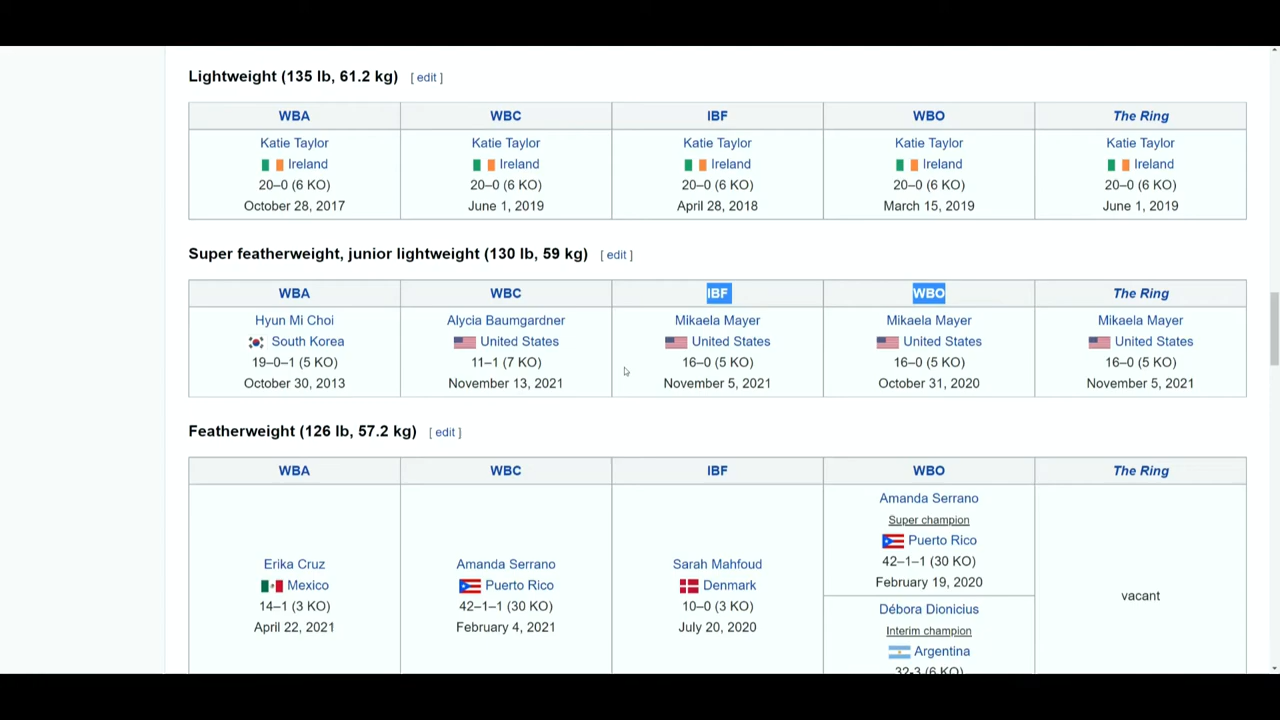 Lightweight (135 lb, 61.2 kg) [ edit ]
WBA WBC IBF WBO The Ring
Katie Taylor Katie Taylor Katie Taylor Katie Taylor Katie Taylor
Ireland Ireland Ireland Ireland Ireland
20–0 (6 KO) 20–0 (6 KO) 20–0 (6 KO) 20–0 (6 KO) 20–0 (6 KO)
October 28, 2017 June 1, 2019 April 28, 2018 March 15, 2019 June 1, 2019
Super featherweight, junior lightweight (130 lb, 59 kg) [ edit ]
WBA WBC IBF WBO The Ring
Hyun Mi Choi Alycia Baumgardner Mikaela Mayer Mikaela Mayer Mikaela Mayer
South Korea United States United States United States United States
19–0–1 (5 KO) 11–1 (7 KO) 16–0 (5 KO) 16–0 (5 KO) 16–0 (5 KO)
October 30, 2013 November 13, 2021 November 5, 2021 October 31, 2020 November 5, 2021
Featherweight (126 lb, 57.2 kg) [ edit ]
WBA WBC IBF WBO The Ring
Erika Cruz
Mexico
14–1 (3 KO)
April 22, 2021
Amanda Serrano
Puerto Rico
42–1–1 (30 KO)
February 4, 2021
Sarah Mahfoud
Denmark
10–0 (3 KO)
July 20, 2020
Amanda Serrano
Super champion
Puerto Rico
42–1–1 (30 KO)
February 19, 2020
Débora Dionicius
Interim champion
Argentina
32-3 (6 KO)
vacant